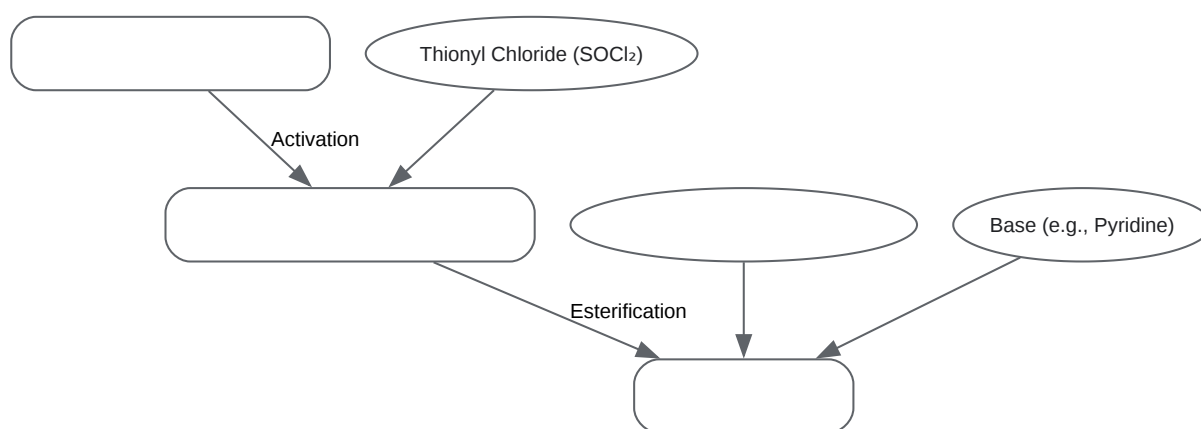 Thionyl Chloride (SOCl₂)
Activation
Base (e.g., Pyridine)
Esterification